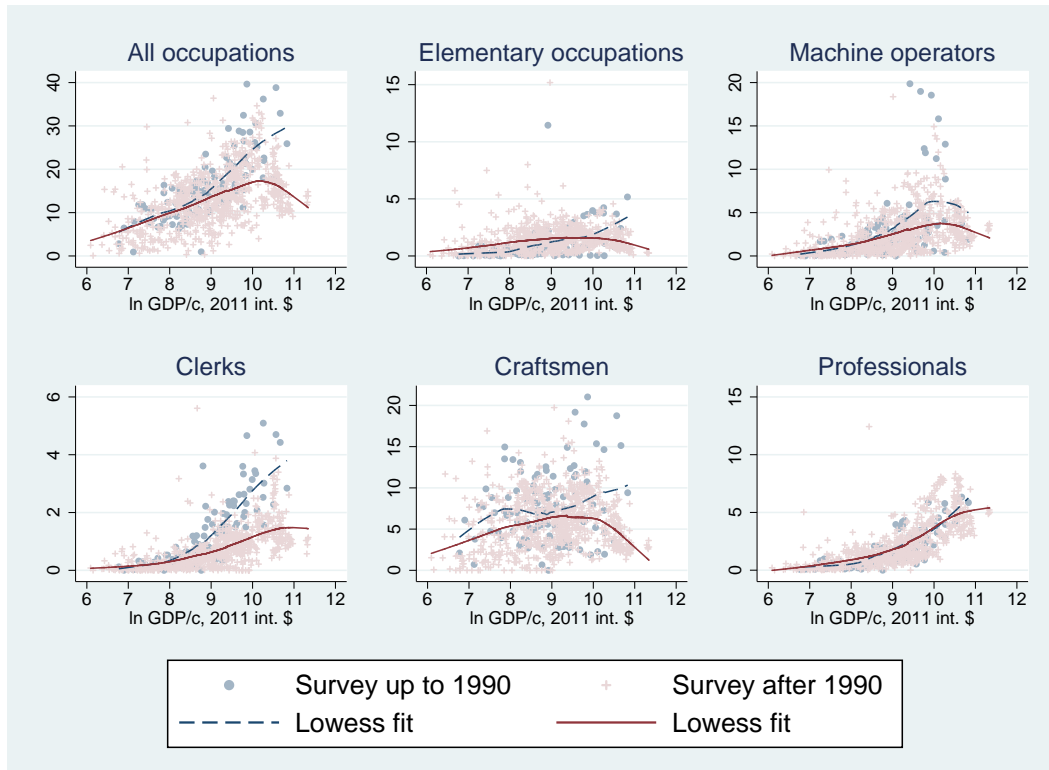 All occupations
40
30
20
10
0
6 7 8 9 10 11 12
ln GDP/c, 2011 int. $
Elementary occupations
15
10
5
0
6 7 8 9 10 11 12
ln GDP/c, 2011 int. $
Machine operators
20
15
10
5
0
6 7 8 9 10 11 12
ln GDP/c, 2011 int. $
Clerks
6
4
2
0
6 7 8 9 10 11 12
ln GDP/c, 2011 int. $
Craftsmen
20
15
10
5
0
6 7 8 9 10 11 12
ln GDP/c, 2011 int. $
Professionals
15
10
5
0
6 7 8 9 10 11 12
ln GDP/c, 2011 int. $
Survey up to 1990 Survey after 1990
Lowess fit Lowess fit